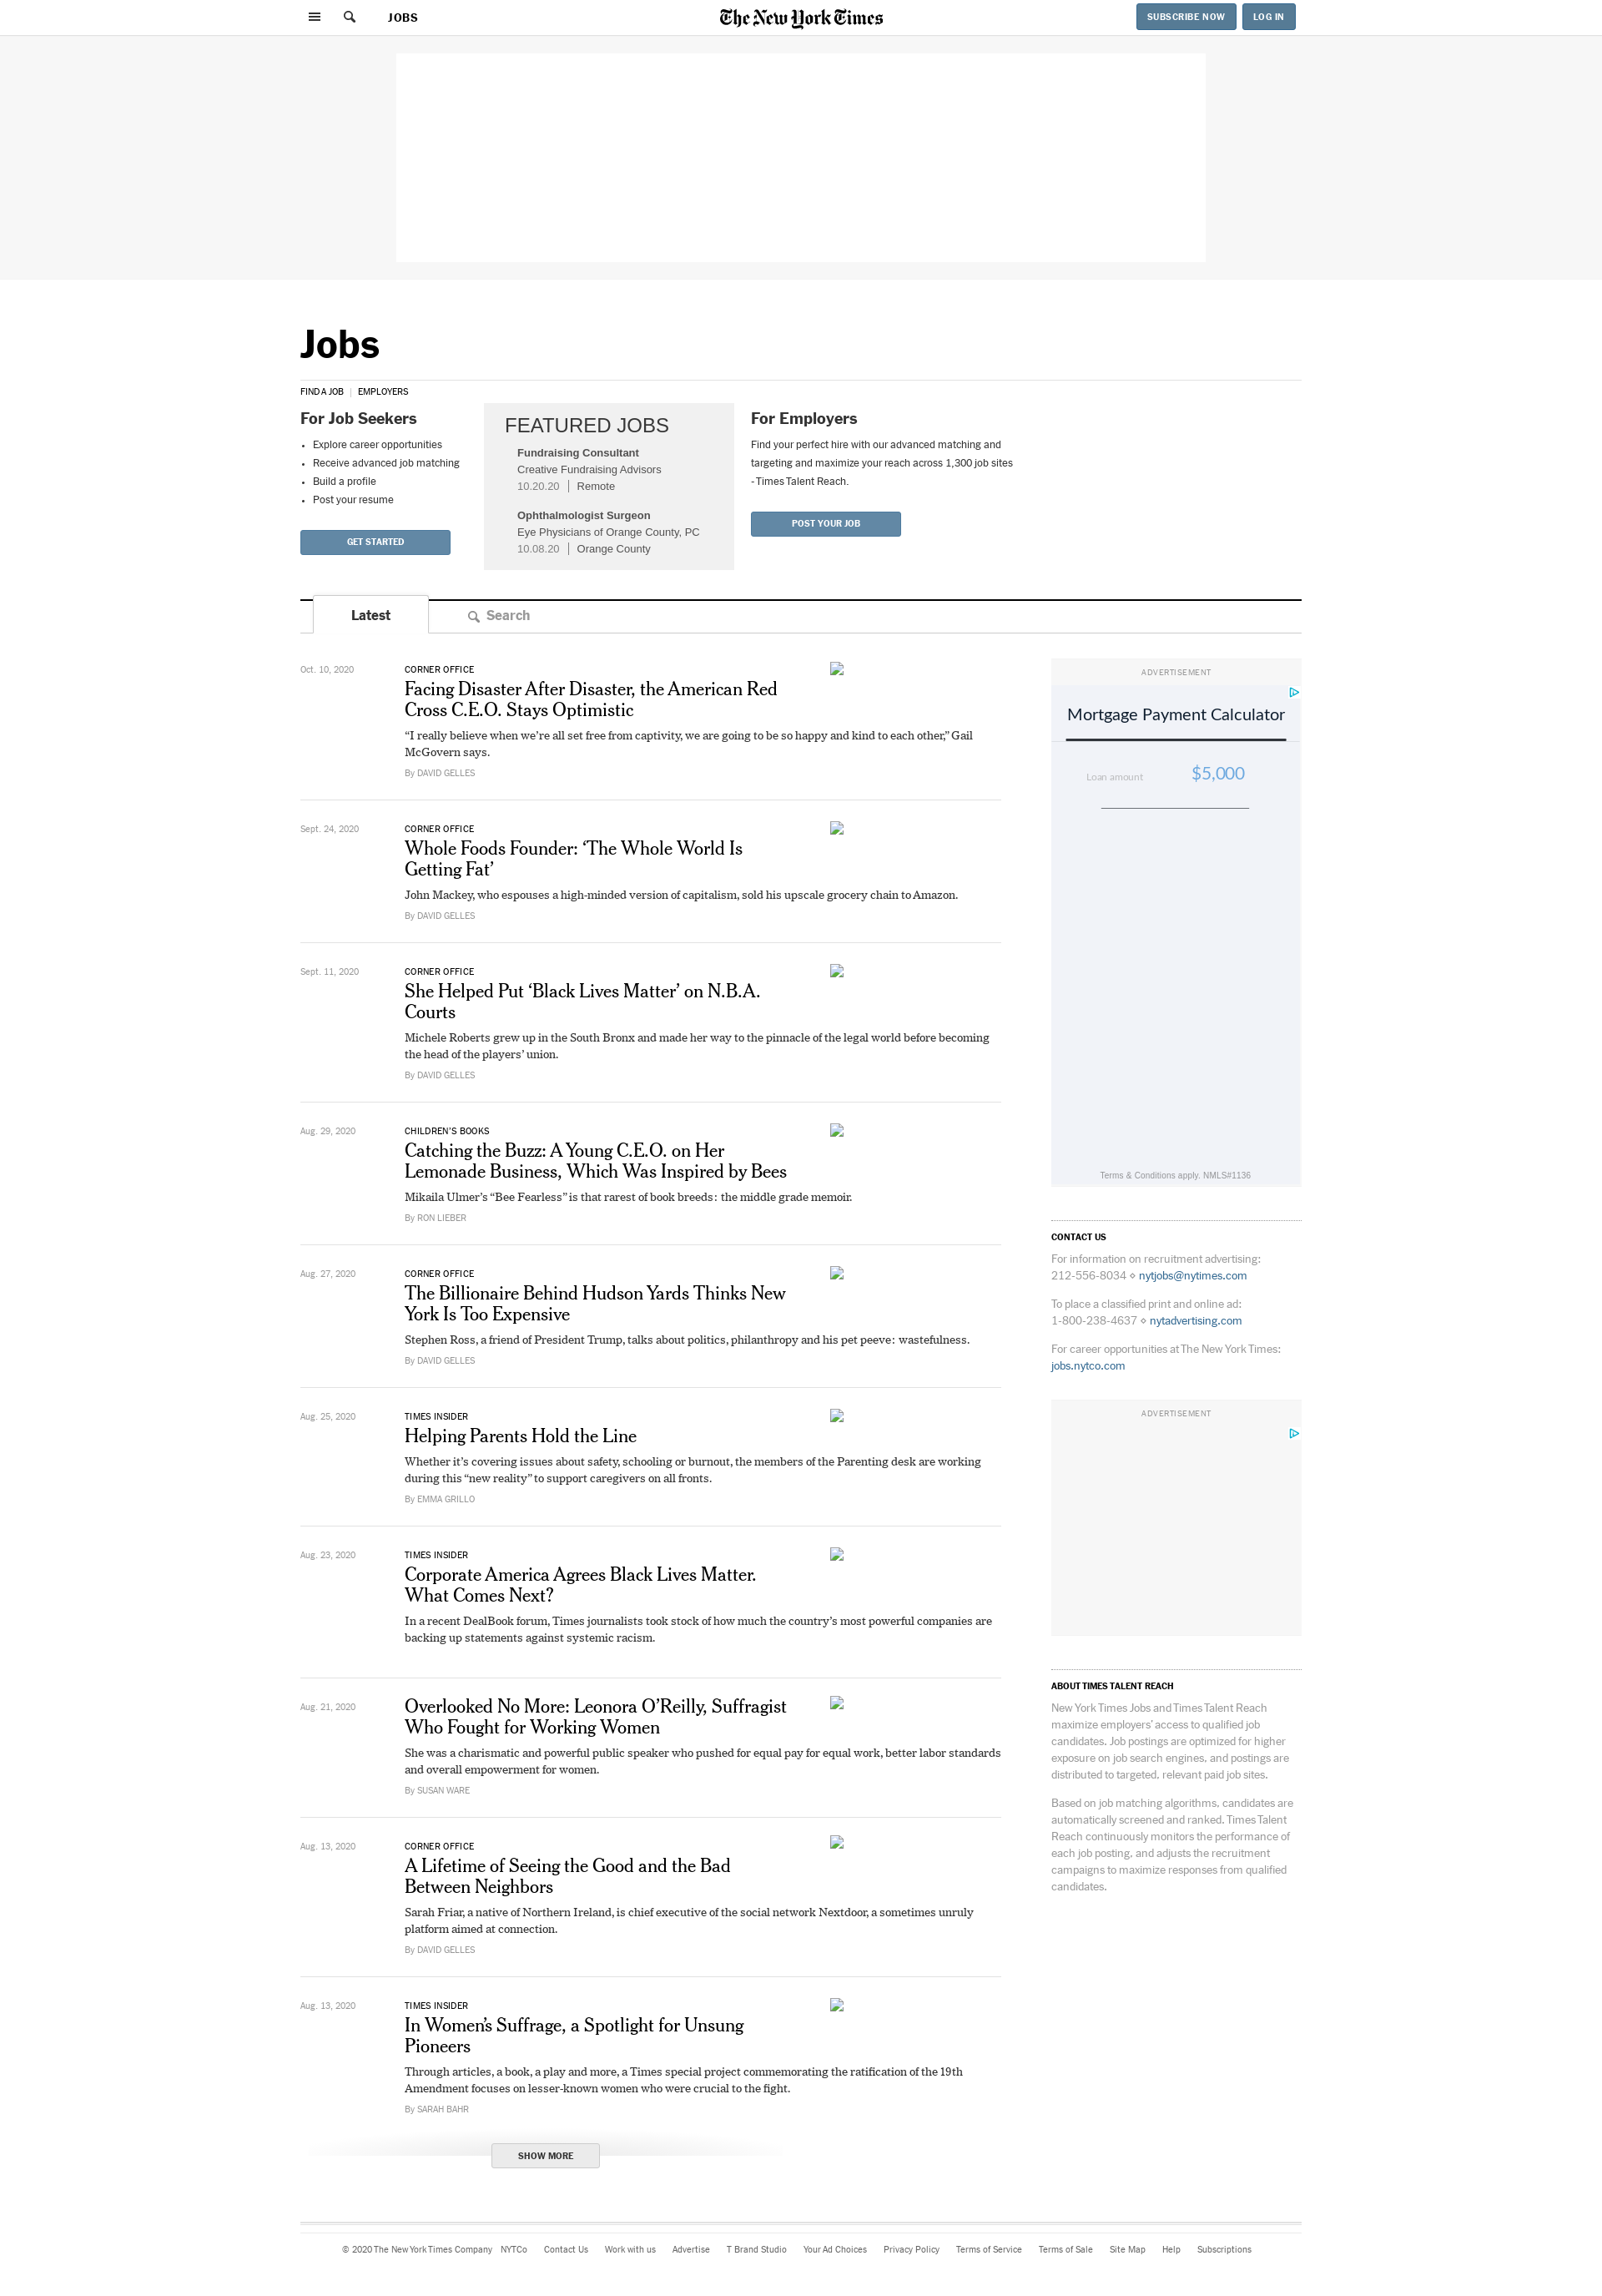 JOBS
The New York Times
SUBSCRIBE NOW
LOG IN
Jobs
FIND A JOB | EMPLOYERS
For Job Seekers
• Explore career opportunities
• Receive advanced job matching
• Build a profile
• Post your resume
GET STARTED
FEATURED JOBS
Fundraising Consultant
Creative Fundraising Advisors
10.20.20 | Remote
Ophthalmologist Surgeon
Eye Physicians of Orange County, PC
10.08.20 | Orange County
For Employers
Find your perfect hire with our advanced matching and
targeting and maximize your reach across 1,300 job sites
- Times Talent Reach.
POST YOUR JOB
Latest
Search
Oct. 10, 2020
CORNER OFFICE
Facing Disaster After Disaster, the American Red
Cross C.E.O. Stays Optimistic
“I really believe when we’re all set free from captivity, we are going to be so happy and kind to each other,” Gail
McGovern says.
By DAVID GELLES
Sept. 24, 2020
CORNER OFFICE
Whole Foods Founder: ‘The Whole World Is
Getting Fat’
John Mackey, who espouses a high-minded version of capitalism, sold his upscale grocery chain to Amazon.
By DAVID GELLES
Sept. 11, 2020
CORNER OFFICE
She Helped Put ‘Black Lives Matter’ on N.B.A.
Courts
Michele Roberts grew up in the South Bronx and made her way to the pinnacle of the legal world before becoming
the head of the players’ union.
By DAVID GELLES
Aug. 29, 2020
CHILDREN’S BOOKS
Catching the Buzz: A Young C.E.O. on Her
Lemonade Business, Which Was Inspired by Bees
Mikaila Ulmer’s “Bee Fearless” is that rarest of book breeds: the middle grade memoir.
By RON LIEBER
Aug. 27, 2020
CORNER OFFICE
The Billionaire Behind Hudson Yards Thinks New
York Is Too Expensive
Stephen Ross, a friend of President Trump, talks about politics, philanthropy and his pet peeve: wastefulness.
By DAVID GELLES
Aug. 25, 2020
TIMES INSIDER
Helping Parents Hold the Line
Whether it’s covering issues about safety, schooling or burnout, the members of the Parenting desk are working
during this “new reality” to support caregivers on all fronts.
By EMMA GRILLO
Aug. 23, 2020
TIMES INSIDER
Corporate America Agrees Black Lives Matter.
What Comes Next?
In a recent DealBook forum, Times journalists took stock of how much the country’s most powerful companies are
backing up statements against systemic racism.
Aug. 21, 2020
Overlooked No More: Leonora O’Reilly, Suffragist
Who Fought for Working Women
She was a charismatic and powerful public speaker who pushed for equal pay for equal work, better labor standards
and overall empowerment for women.
By SUSAN WARE
Aug. 13, 2020
CORNER OFFICE
A Lifetime of Seeing the Good and the Bad
Between Neighbors
Sarah Friar, a native of Northern Ireland, is chief executive of the social network Nextdoor, a sometimes unruly
platform aimed at connection.
By DAVID GELLES
Aug. 13, 2020
TIMES INSIDER
In Women’s Suffrage, a Spotlight for Unsung
Pioneers
Through articles, a book, a play and more, a Times special project commemorating the ratification of the 19th
Amendment focuses on lesser-known women who were crucial to the fight.
By SARAH BAHR
SHOW MORE
ADVERTISEMENT
Mortgage Payment Calculator
Loan amount $5,000
Terms & Conditions apply. NMLS#1136
CONTACT US
For information on recruitment advertising:
212-556-8034 ⋄ nytjobs@nytimes.com
To place a classified print and online ad:
1-800-238-4637 ⋄ nytadvertising.com
For career opportunities at The New York Times:
jobs.nytco.com
ADVERTISEMENT
ABOUT TIMES TALENT REACH
New York Times Jobs and Times Talent Reach
maximize employers’ access to qualified job
candidates. Job postings are optimized for higher
exposure on job search engines, and postings are
distributed to targeted, relevant paid job sites.
Based on job matching algorithms, candidates are
automatically screened and ranked. Times Talent
Reach continuously monitors the performance of
each job posting, and adjusts the recruitment
campaigns to maximize responses from qualified
candidates.
© 2020 The New York Times Company NYTCo Contact Us Work with us Advertise T Brand Studio Your Ad Choices Privacy Policy Terms of Service Terms of Sale Site Map Help Subscriptions